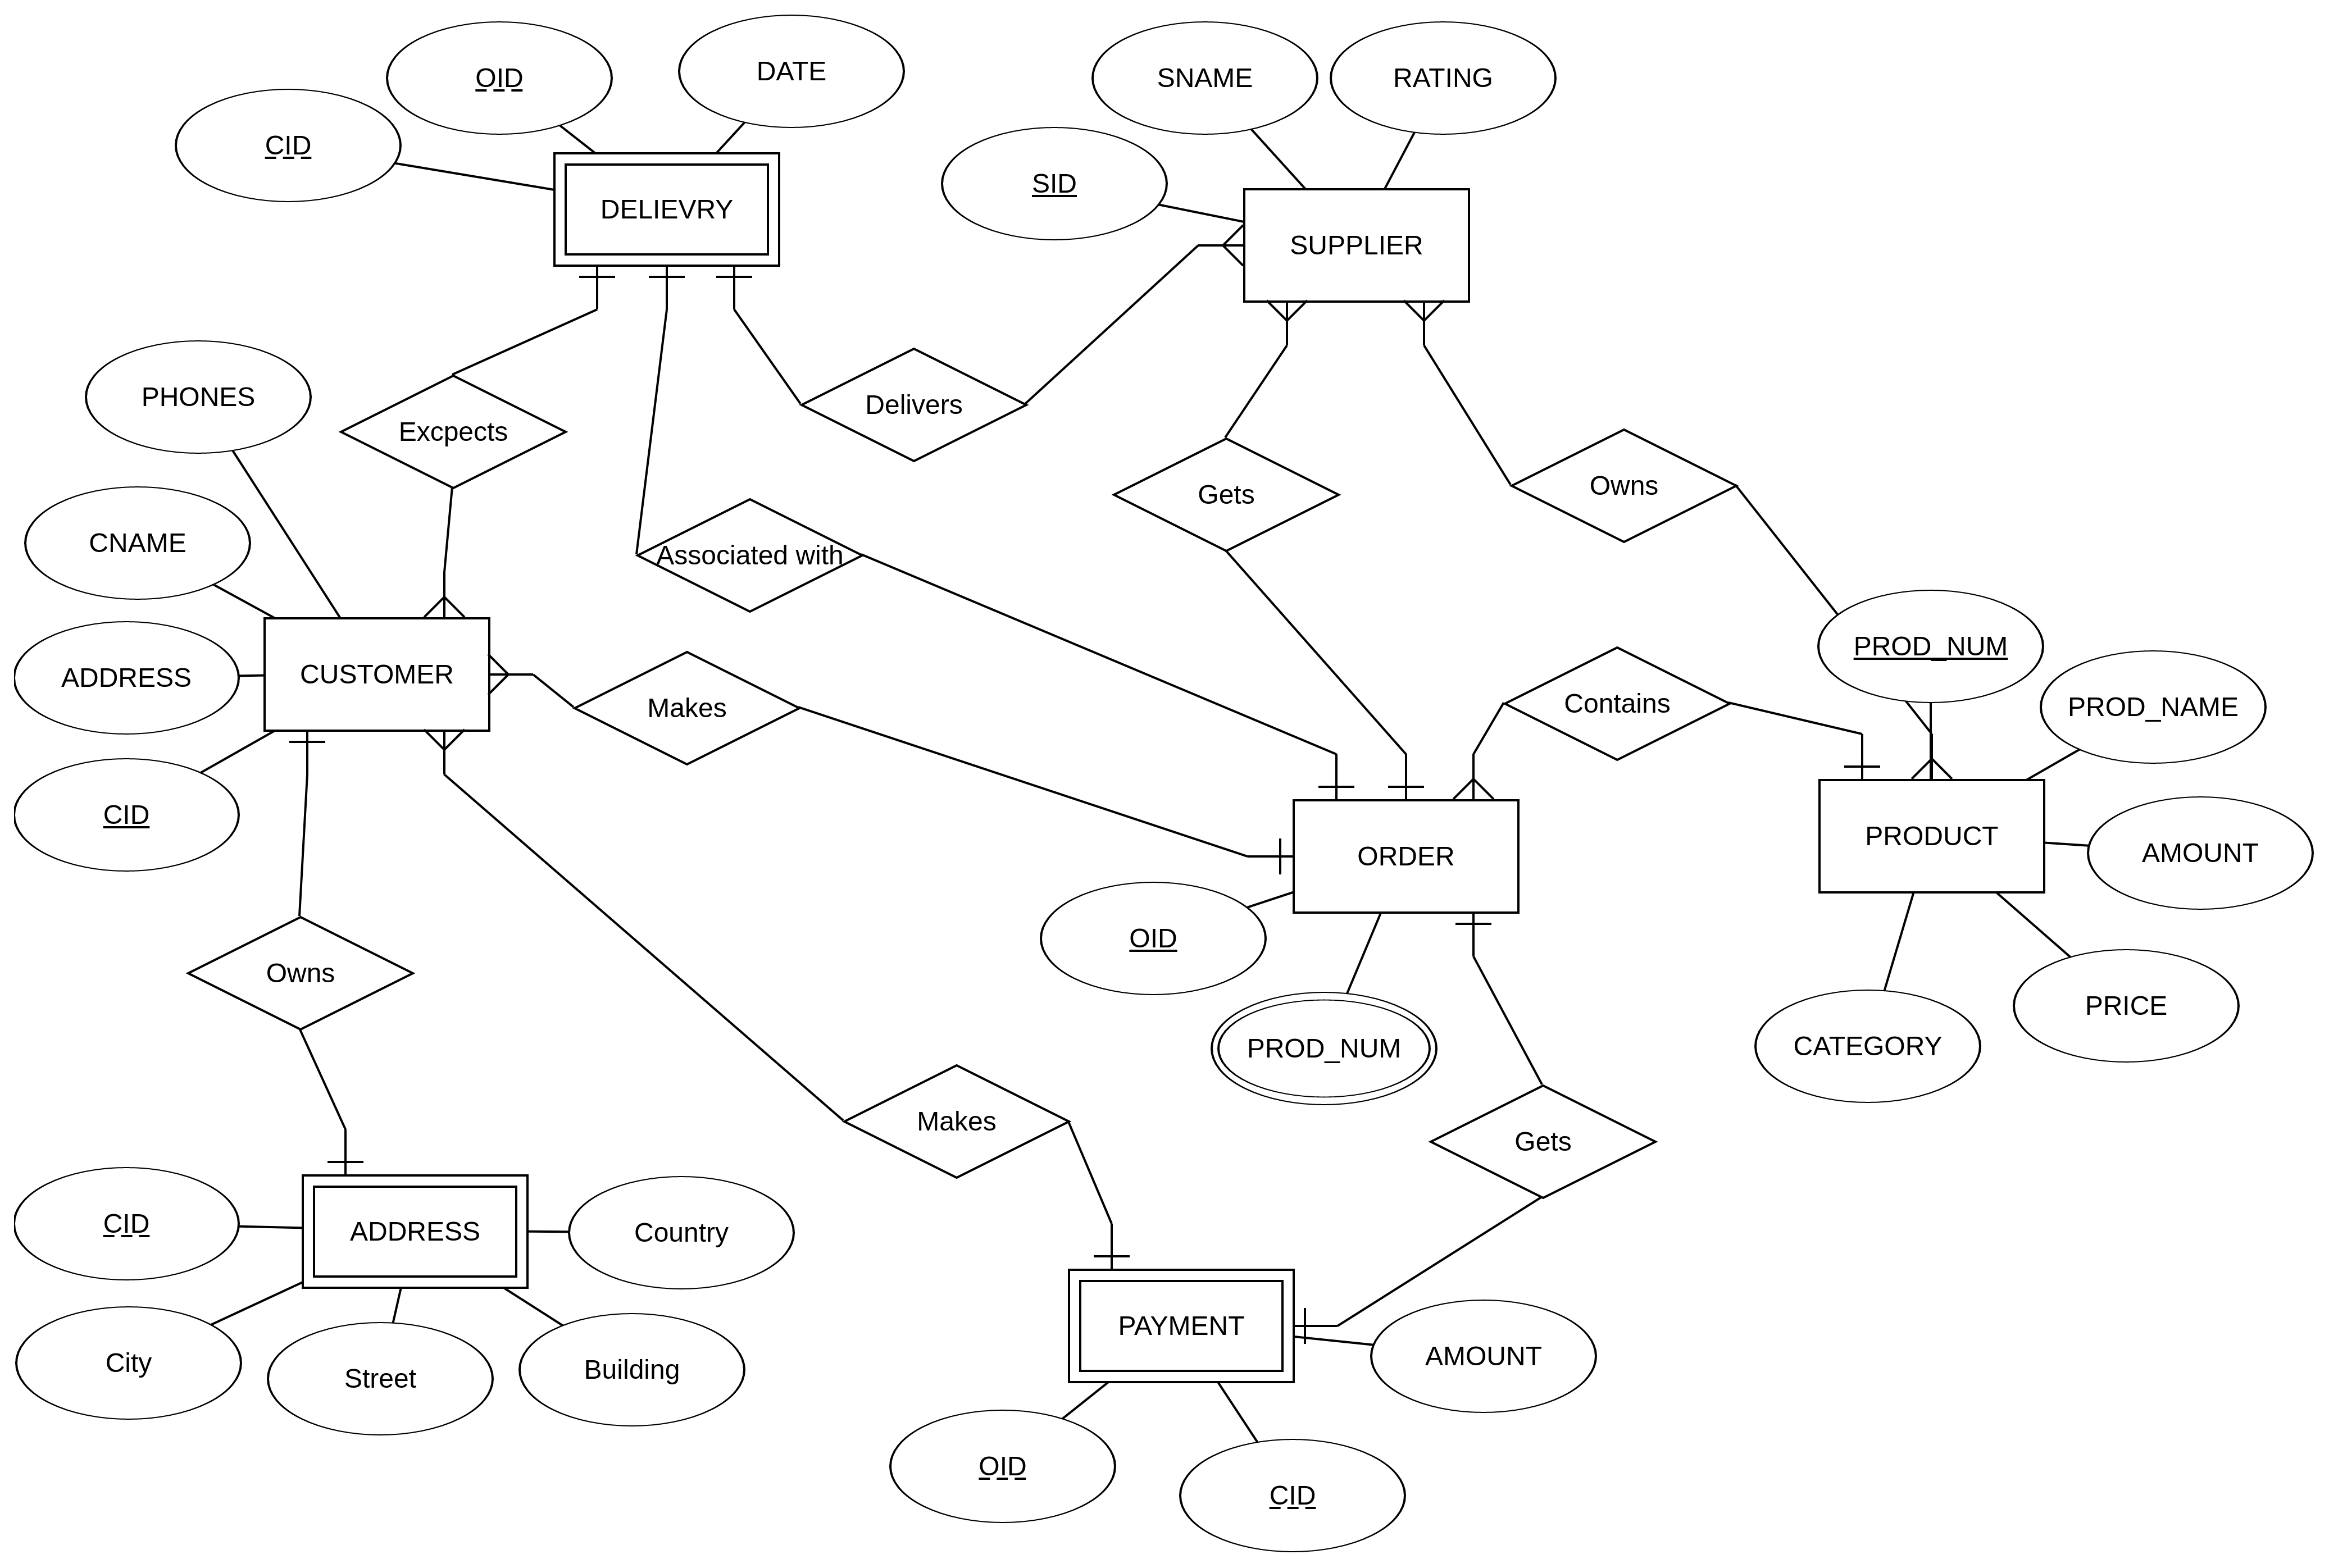 DATE
OID
SNAME
RATING
CID
SID
DELIEVRY
SUPPLIER
PHONES
Delivers
Excpects
Gets
Owns
CNAME
Associated with
PROD_NUM
CUSTOMER
ADDRESS
Makes
Contains
PROD_NAME
CID
ORDER
PRODUCT
AMOUNT
OID
Owns
PROD_NUM
CATEGORY
PRICE
Makes
Gets
CID
ADDRESS
Country
PAYMENT
City
Street
Building
AMOUNT
OID
CID